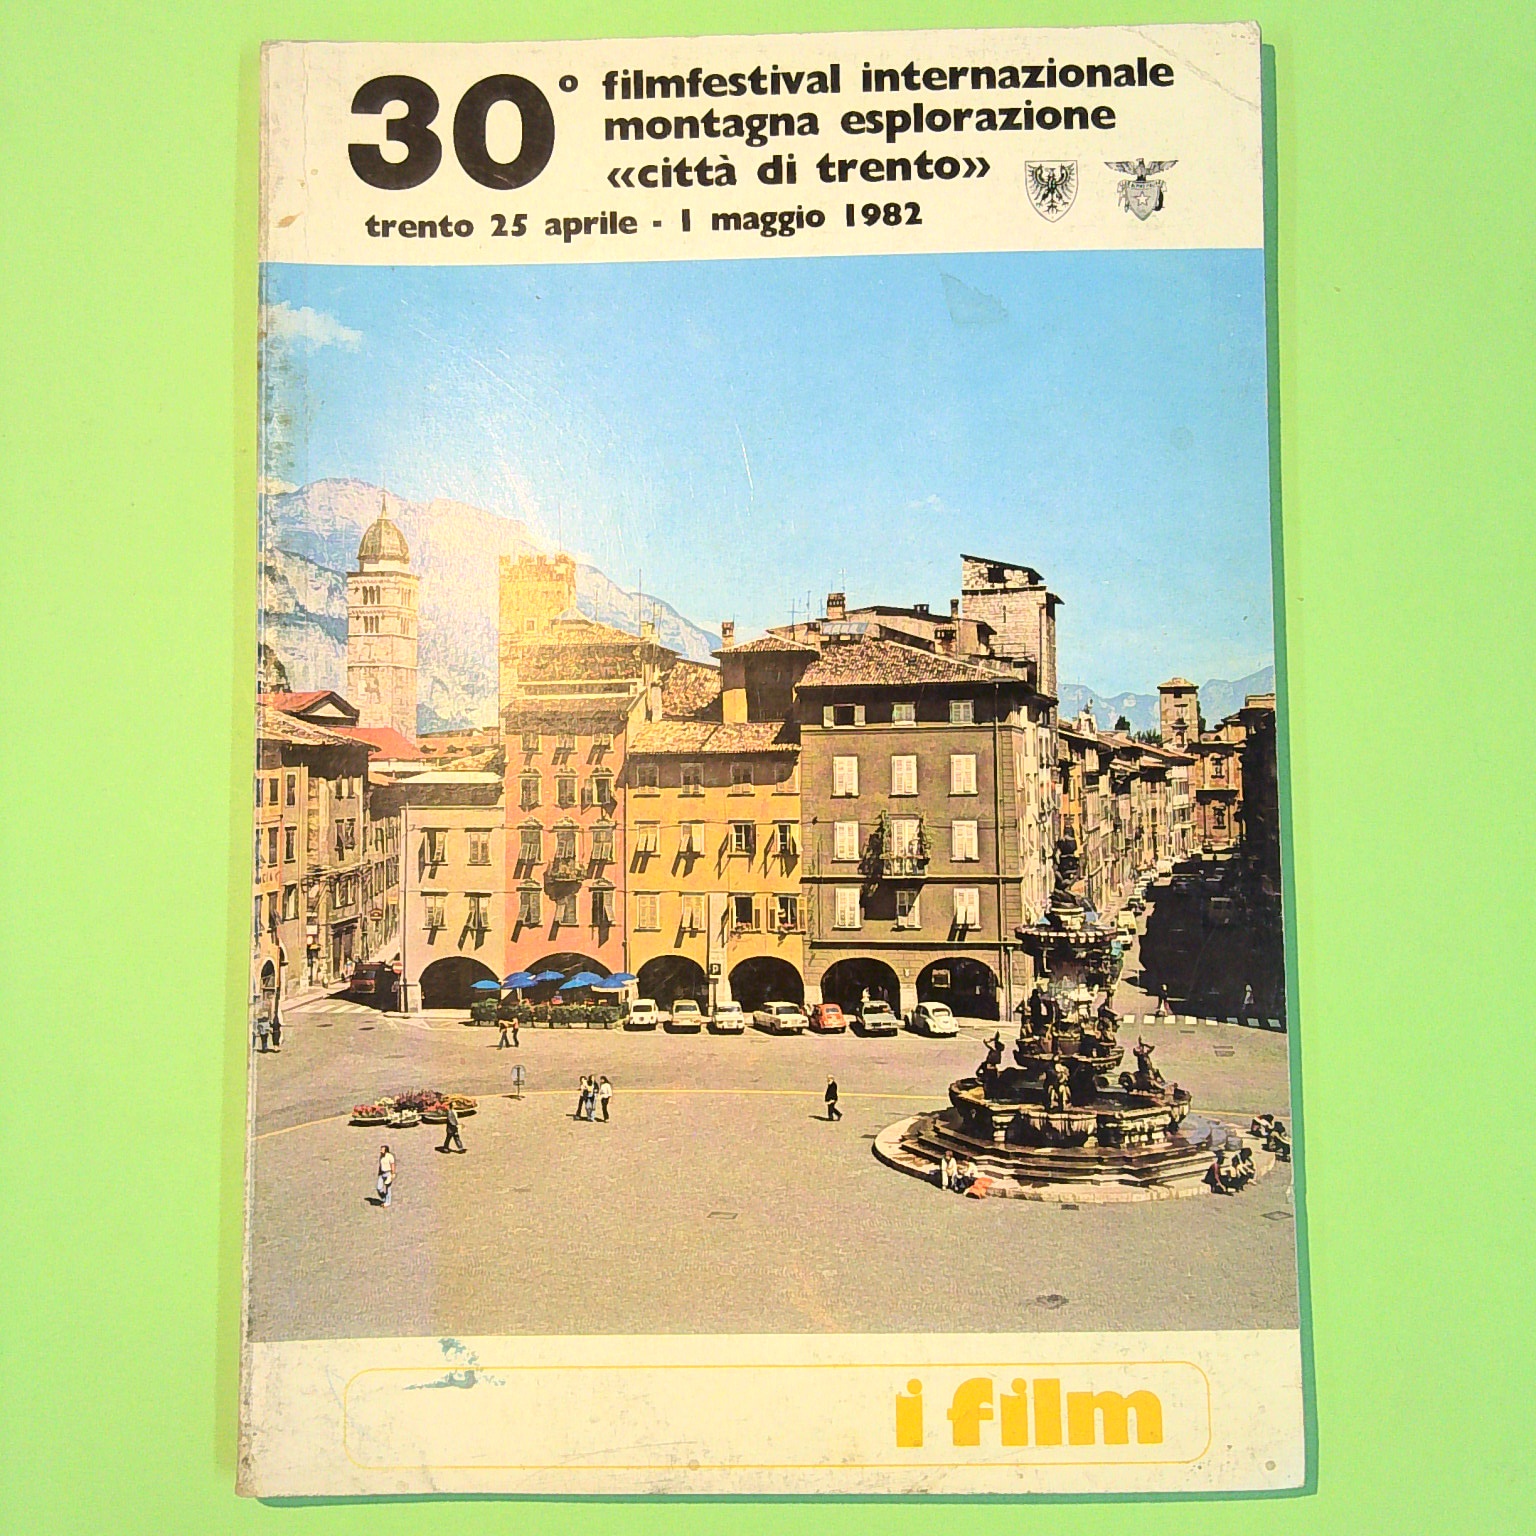 30° filmfestival internazionale
montagna esplorazione
«città di trento»
trento 25 aprile - 1 maggio 1982
P
i film